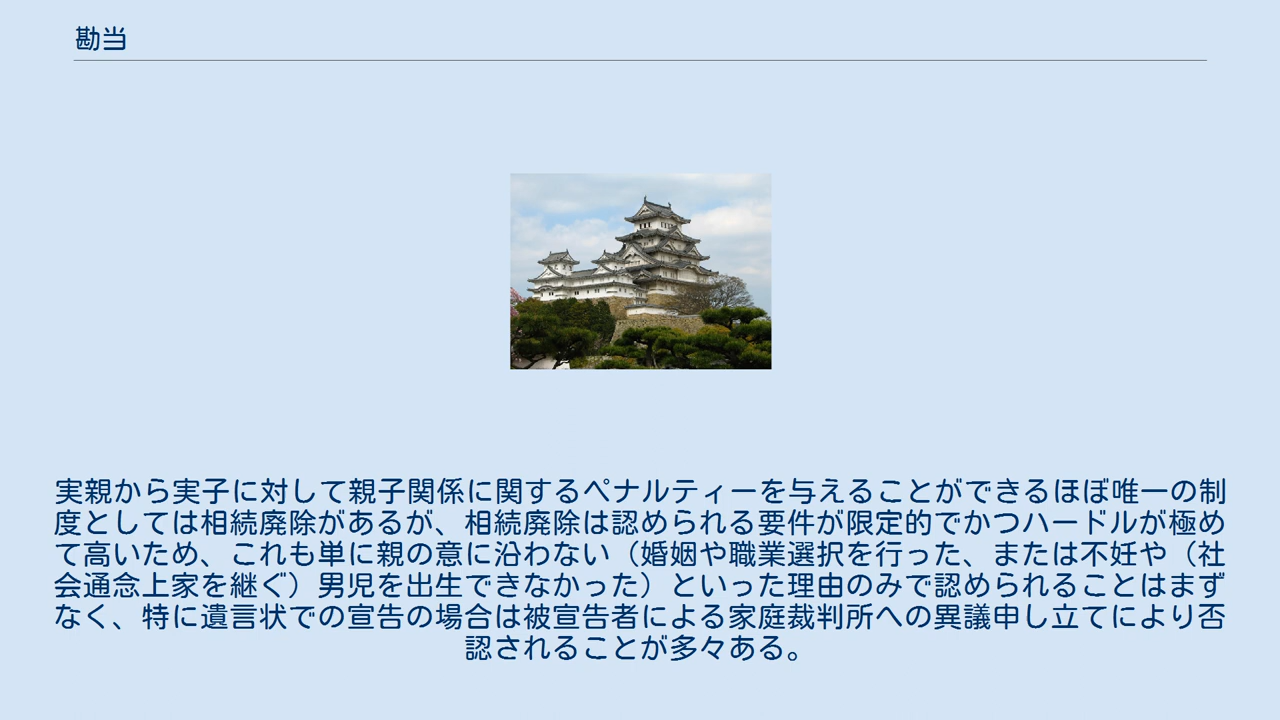 勘当
実親から実子に対して親子関係に関するペナルティーを与えることができるほぼ唯一の制
度としては相続廃除があるが、相続廃除は認められる要件が限定的でかつハードルが極め
て高いため、これも単に親の意に沿わない（婚姻や職業選択を行った、または不妊や（社
会通念上家を継ぐ）男児を出生できなかった）といった理由のみで認められることはまず
なく、特に遺言状での宣告の場合は被宣告者による家庭裁判所への異議申し立てにより否
認されることが多々ある。